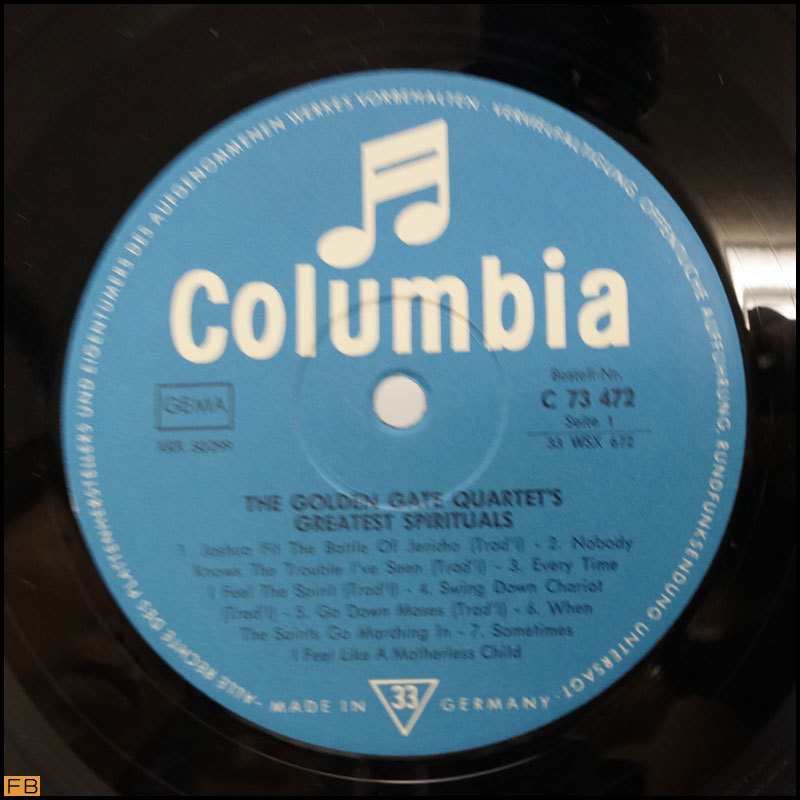 ALLE RECHTE DES PLATTENHERSTELLERS UND EIGENTÜMERS DES AUFGENOMMENEN WERKES VORBEHALTEN · VERVIELFÄLTIGUNG ÖFFENTLICHE AUFFÜHRUNG RUNDFUNKSENDUNG UNTERSAGT ·
Columbia
Bestell-Nr.
GEMA
C 73 472
Seite 1
33 WSX 672
THE GOLDEN GATE QUARTET'S
GREATEST SPIRITUALS
1. Joshua Fit The Battle Of Jericho (Trad'l) - 2. Nobody
Knows The Trouble I've Seen (Trad'l) - 3. Every Time
I Feel The Spirit (Trad'l) - 4. Swing Down Chariot
(Trad'l) - 5. Go Down Moses (Trad'l) - 6. When
The Saints Go Marching In - 7. Sometimes
I Feel Like A Motherless Child
MADE IN 33 GERMANY
FB